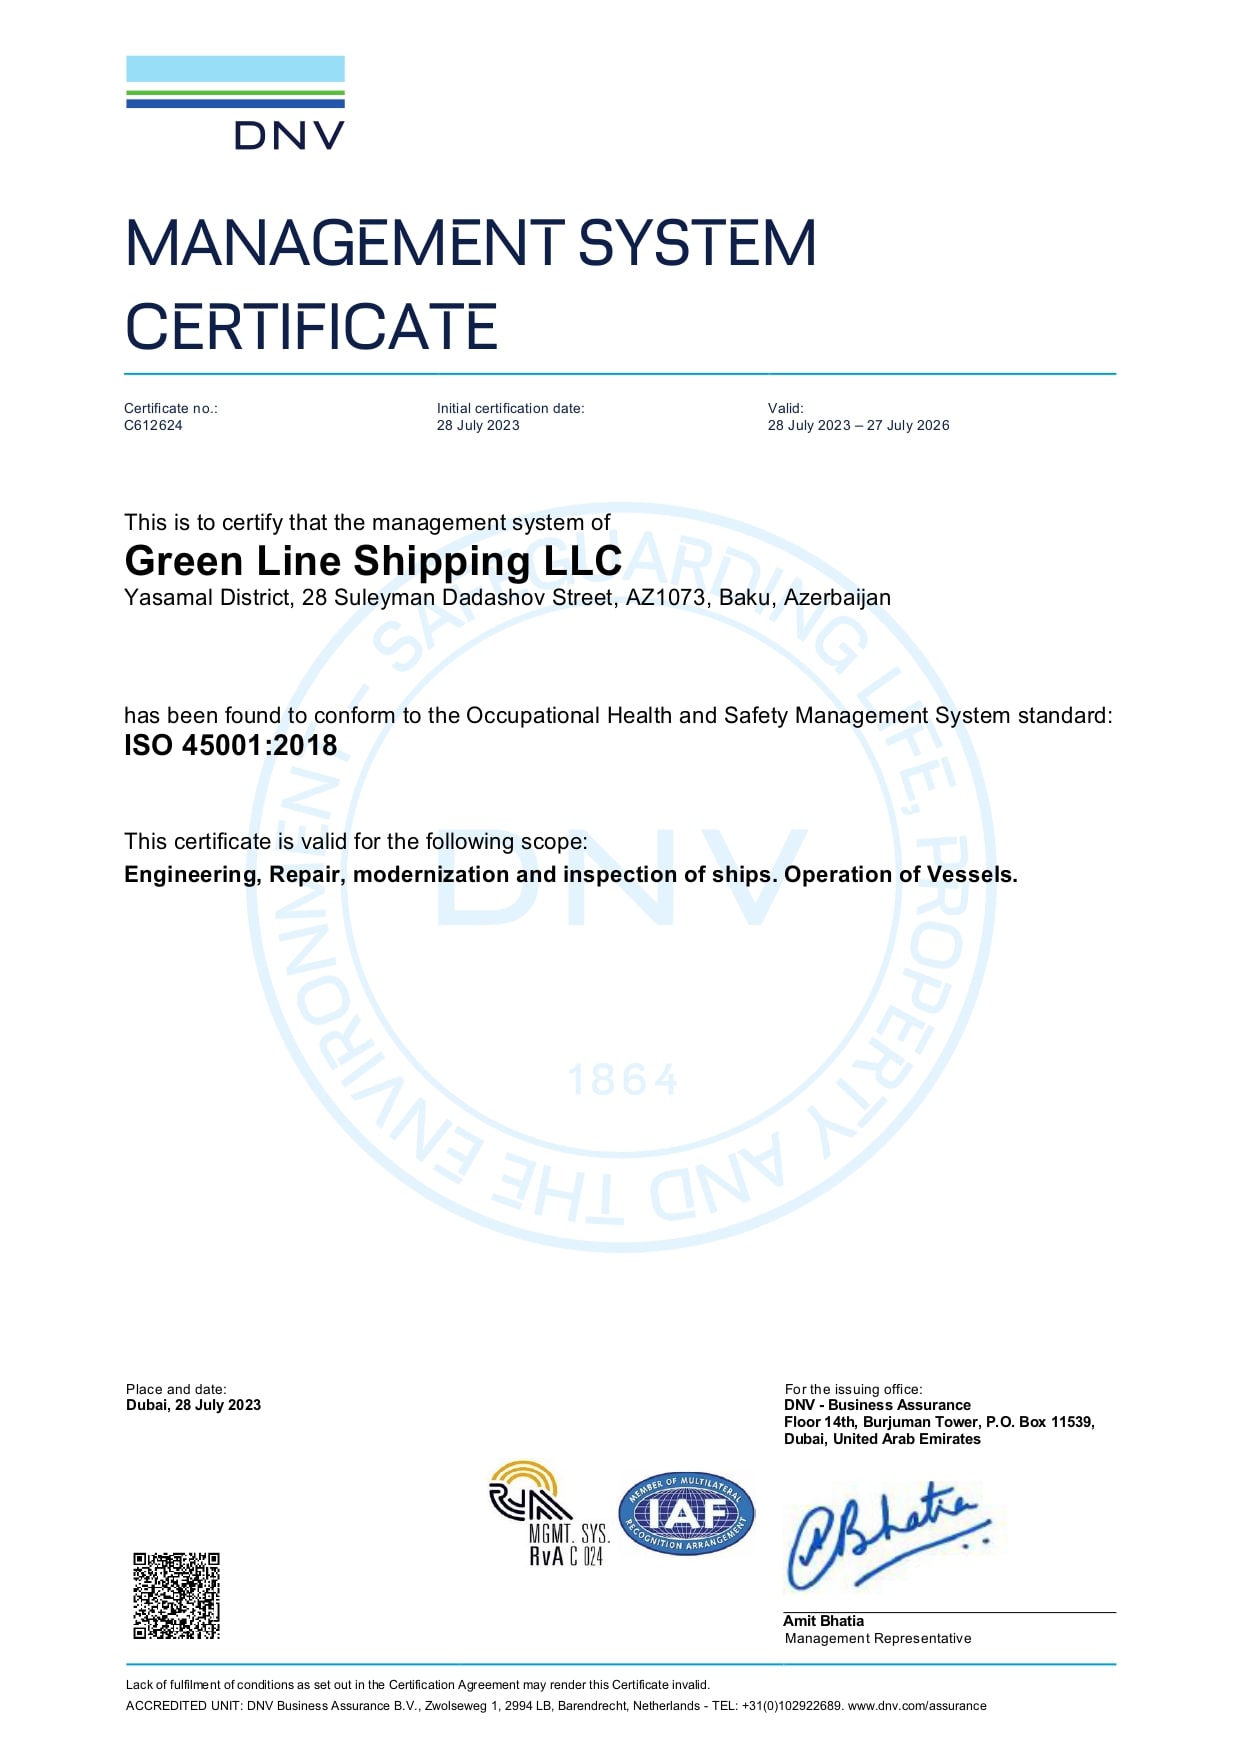 DNV
MANAGEMENT SYSTEM
CERTIFICATE
Certificate no.:
C612624
Initial certification date:
28 July 2023
Valid:
28 July 2023 – 27 July 2026
This is to certify that the management system of
Green Line Shipping LLC
Yasamal District, 28 Suleyman Dadashov Street, AZ1073, Baku, Azerbaijan
has been found to conform to the Occupational Health and Safety Management System standard:
ISO 45001:2018
This certificate is valid for the following scope:
Engineering, Repair, modernization and inspection of ships. Operation of Vessels.
SAFEGUARDING LIFE, PROPERTY AND THE ENVIRONMENT –
DNV
1864
Place and date:
Dubai, 28 July 2023
For the issuing office:
DNV - Business Assurance
Floor 14th, Burjuman Tower, P.O. Box 11539,
Dubai, United Arab Emirates
RvA
MGMT. SYS.
RvA C 024
MEMBER OF MULTILATERAL
IAF
RECOGNITION ARRANGEMENT
ABhatia
Amit Bhatia
Management Representative
Lack of fulfilment of conditions as set out in the Certification Agreement may render this Certificate invalid.
ACCREDITED UNIT: DNV Business Assurance B.V., Zwolseweg 1, 2994 LB, Barendrecht, Netherlands - TEL: +31(0)102922689. www.dnv.com/assurance